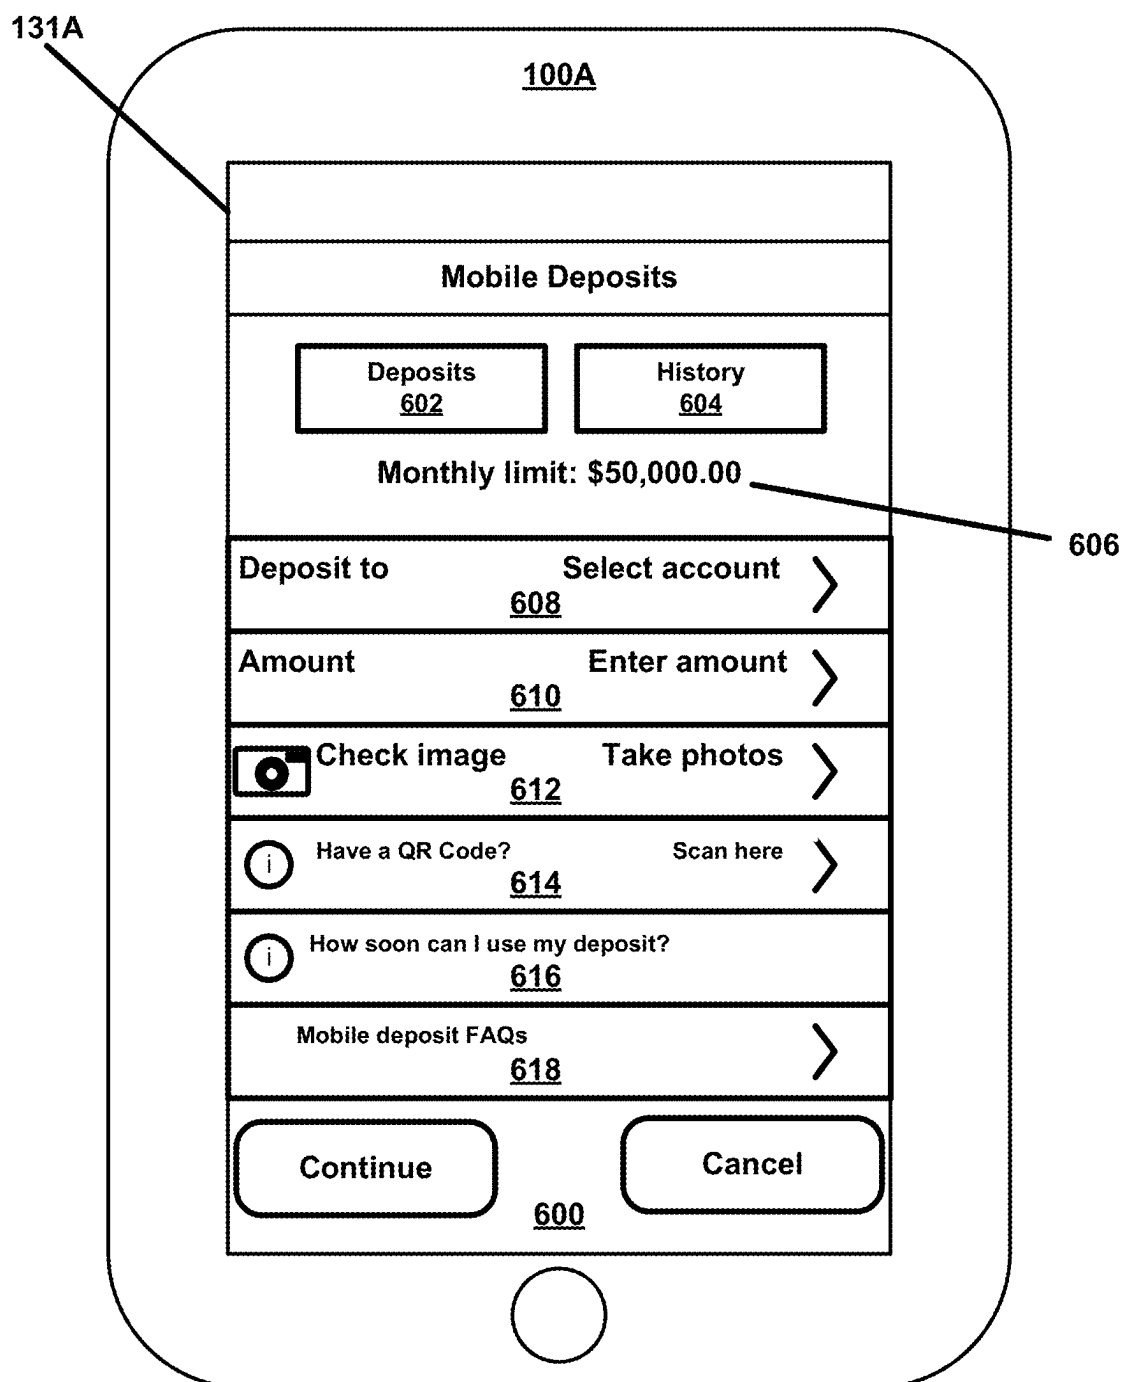 131A
100A
Mobile Deposits
Deposits
602
History
604
Monthly limit: $50,000.00
606
Deposit to Select account
608
Amount Enter amount
610
Check image Take photos
612
i Have a QR Code? Scan here
614
i How soon can I use my deposit?
616
Mobile deposit FAQs
618
Continue Cancel
600